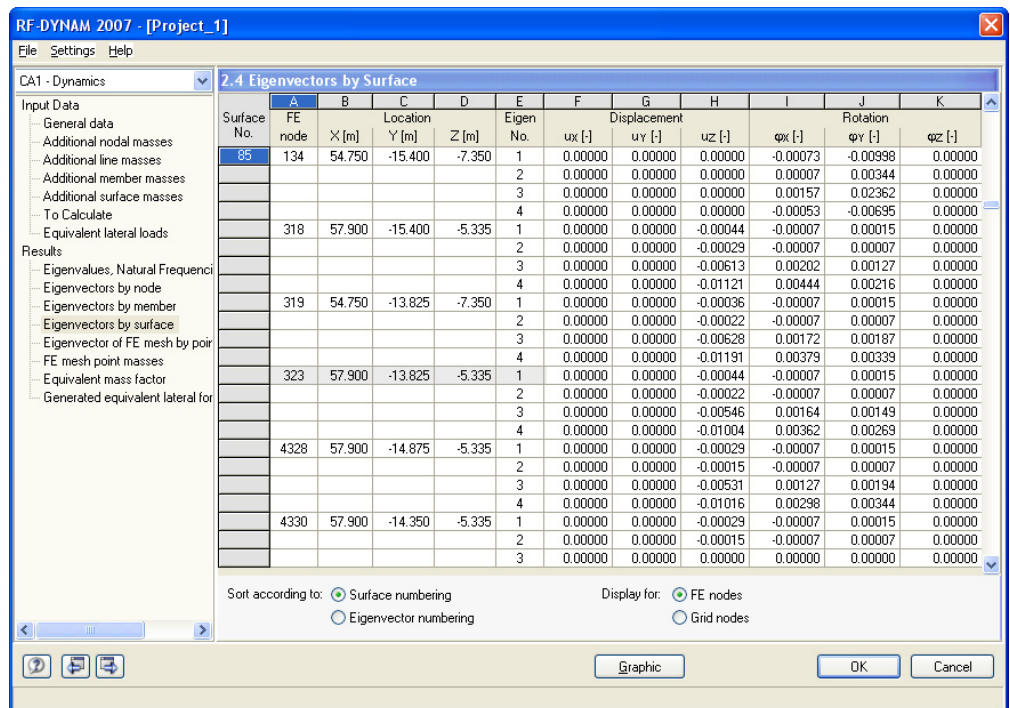 RF-DYNAM 2007 - [Project_1]
File Settings Help
CA1 - Dynamics
Input Data
General data
Additional nodal masses
Additional line masses
Additional member masses
Additional surface masses
To Calculate
Equivalent lateral loads
Results
Eigenvalues, Natural Frequenci
Eigenvectors by node
Eigenvectors by member
Eigenvectors by surface
Eigenvector of FE mesh by poir
FE mesh point masses
Equivalent mass factor
Generated equivalent lateral for
2.4 Eigenvectors by Surface
A B C D E F G H I J K
Surface FE Location Eigen Displacement Rotation
No. node X [m] Y [m] Z [m] No. uX [-] uY [-] uZ [-] φX [-] φY [-] φZ [-]
85 134 54.750 -15.400 -7.350 1 0.00000 0.00000 0.00000 -0.00073 -0.00998 0.00000
2 0.00000 0.00000 0.00000 0.00007 0.00344 0.00000
3 0.00000 0.00000 0.00000 0.00157 0.02362 0.00000
4 0.00000 0.00000 0.00000 -0.00053 -0.00695 0.00000
318 57.900 -15.400 -5.335 1 0.00000 0.00000 -0.00044 -0.00007 0.00015 0.00000
2 0.00000 0.00000 -0.00029 -0.00007 0.00007 0.00000
3 0.00000 0.00000 -0.00613 0.00202 0.00127 0.00000
4 0.00000 0.00000 -0.01121 0.00444 0.00216 0.00000
319 54.750 -13.825 -7.350 1 0.00000 0.00000 -0.00036 -0.00007 0.00015 0.00000
2 0.00000 0.00000 -0.00022 -0.00007 0.00007 0.00000
3 0.00000 0.00000 -0.00628 0.00172 0.00187 0.00000
4 0.00000 0.00000 -0.01191 0.00379 0.00339 0.00000
323 57.900 -13.825 -5.335 1 0.00000 0.00000 -0.00044 -0.00007 0.00015 0.00000
2 0.00000 0.00000 -0.00022 -0.00007 0.00007 0.00000
3 0.00000 0.00000 -0.00546 0.00164 0.00149 0.00000
4 0.00000 0.00000 -0.01004 0.00362 0.00269 0.00000
4328 57.900 -14.875 -5.335 1 0.00000 0.00000 -0.00029 -0.00007 0.00015 0.00000
2 0.00000 0.00000 -0.00015 -0.00007 0.00007 0.00000
3 0.00000 0.00000 -0.00531 0.00127 0.00194 0.00000
4 0.00000 0.00000 -0.01016 0.00298 0.00344 0.00000
4330 57.900 -14.350 -5.335 1 0.00000 0.00000 -0.00029 -0.00007 0.00015 0.00000
2 0.00000 0.00000 -0.00015 -0.00007 0.00007 0.00000
3 0.00000 0.00000 0.00000 0.00000 0.00000 0.00000
Sort according to: Surface numbering Display for: FE nodes
Eigenvector numbering Grid nodes
Graphic OK Cancel